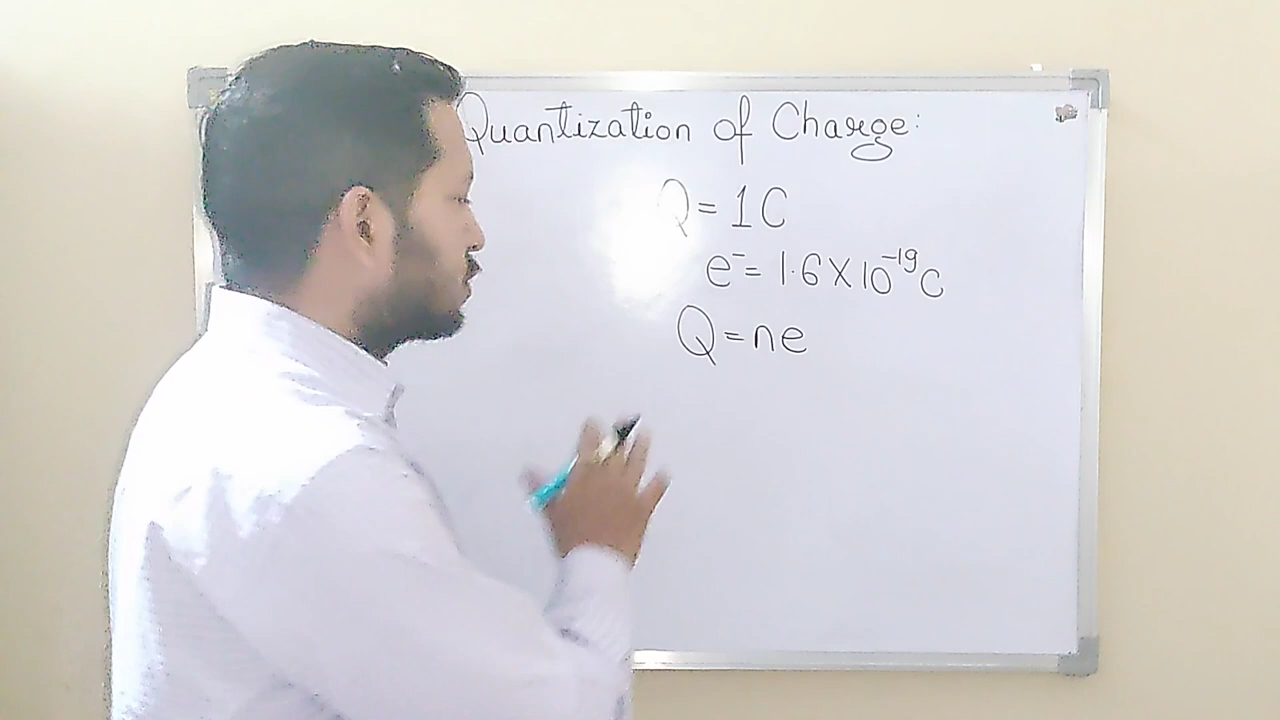 Quantization of Charge:
Q = 1C
e⁻ = 1.6 X 10⁻¹⁹ C
Q = ne